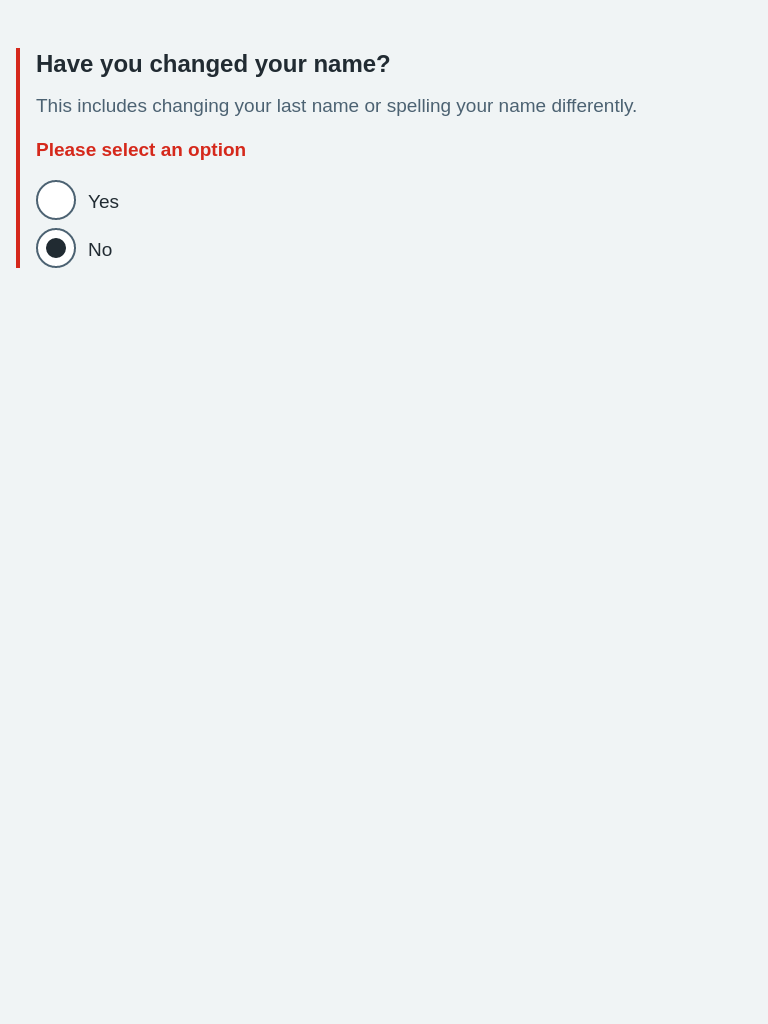 Have you changed your name?
This includes changing your last name or spelling your name differently.
Please select an option
Yes
No